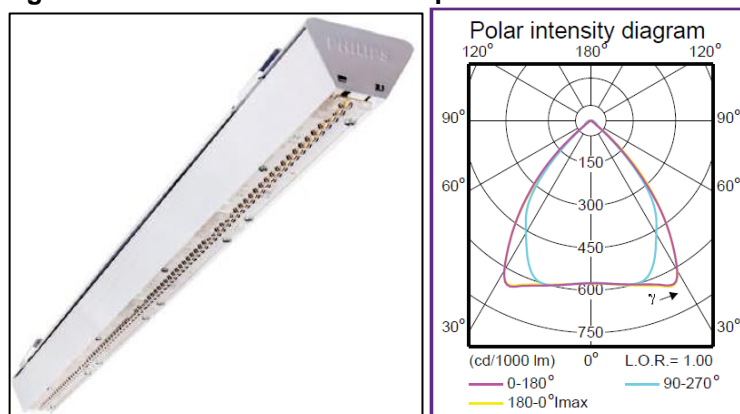 PHILIPS
Polar intensity diagram
120° 180° 120°
90° 90°
150
60° 60°
300
450
600
γ
30° 750 30°
(cd/1000 lm) 0° L.O.R.= 1.00
0-180° 90-270°
180-0°Imax